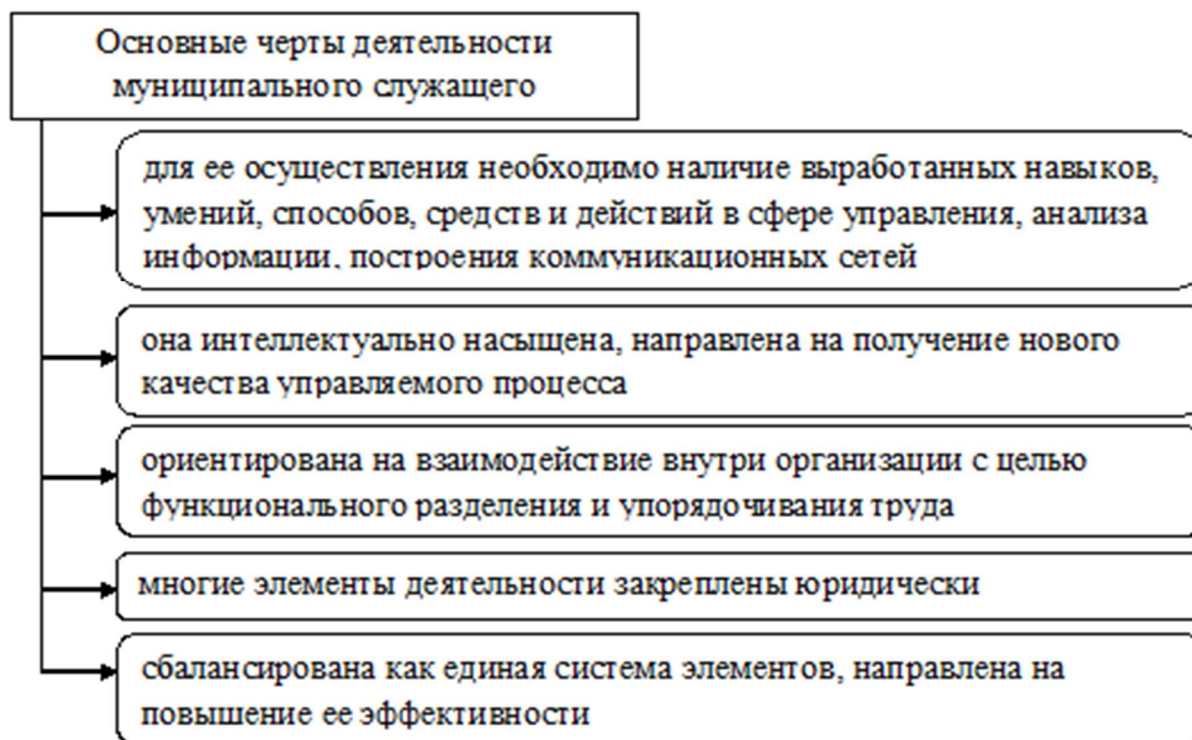 Основные черты деятельности
муниципального служащего
для ее осуществления необходимо наличие выработанных навыков,
умений, способов, средств и действий в сфере управления, анализа
информации, построения коммуникационных сетей
она интеллектуально насыщена, направлена на получение нового
качества управляемого процесса
ориентирована на взаимодействие внутри организации с целью
функционального разделения и упорядочивания труда
многие элементы деятельности закреплены юридически
сбалансирована как единая система элементов, направлена на
повышение ее эффективности